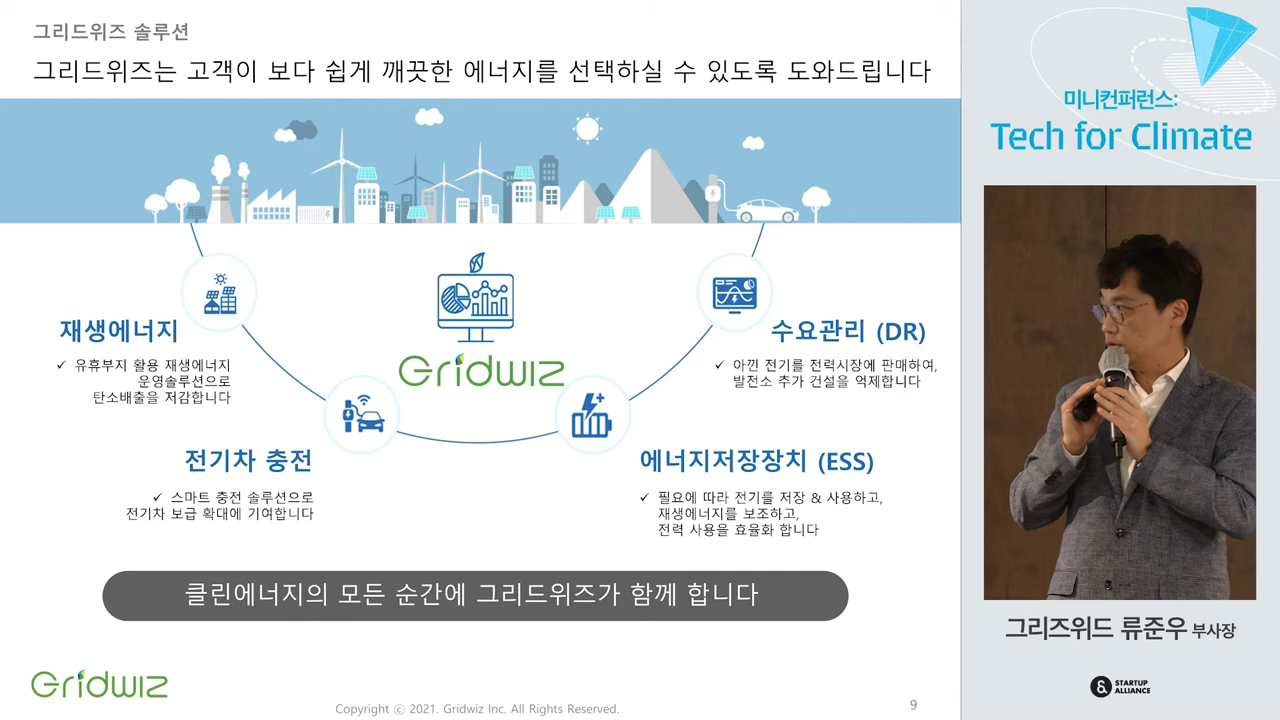 그리드위즈 솔루션
그리드위즈는 고객이 보다 쉽게 깨끗한 에너지를 선택하실 수 있도록 도와드립니다
재생에너지
✓ 유휴부지 활용 재생에너지
운영솔루션으로
탄소배출을 저감합니다
전기차 충전
✓ 스마트 충전 솔루션으로
전기차 보급 확대에 기여합니다
Gridwiz
수요관리 (DR)
✓ 아낀 전기를 전력시장에 판매하여,
발전소 추가 건설을 억제합니다
에너지저장장치 (ESS)
✓ 필요에 따라 전기를 저장 & 사용하고,
재생에너지를 보조하고,
전력 사용을 효율화 합니다
클린에너지의 모든 순간에 그리드위즈가 함께 합니다
Gridwiz
Copyright ⓒ 2021. Gridwiz Inc. All Rights Reserved.
9
미니컨퍼런스:
Tech for Climate
그리즈위드 류준우 부사장
&
STARTUP
ALLIANCE